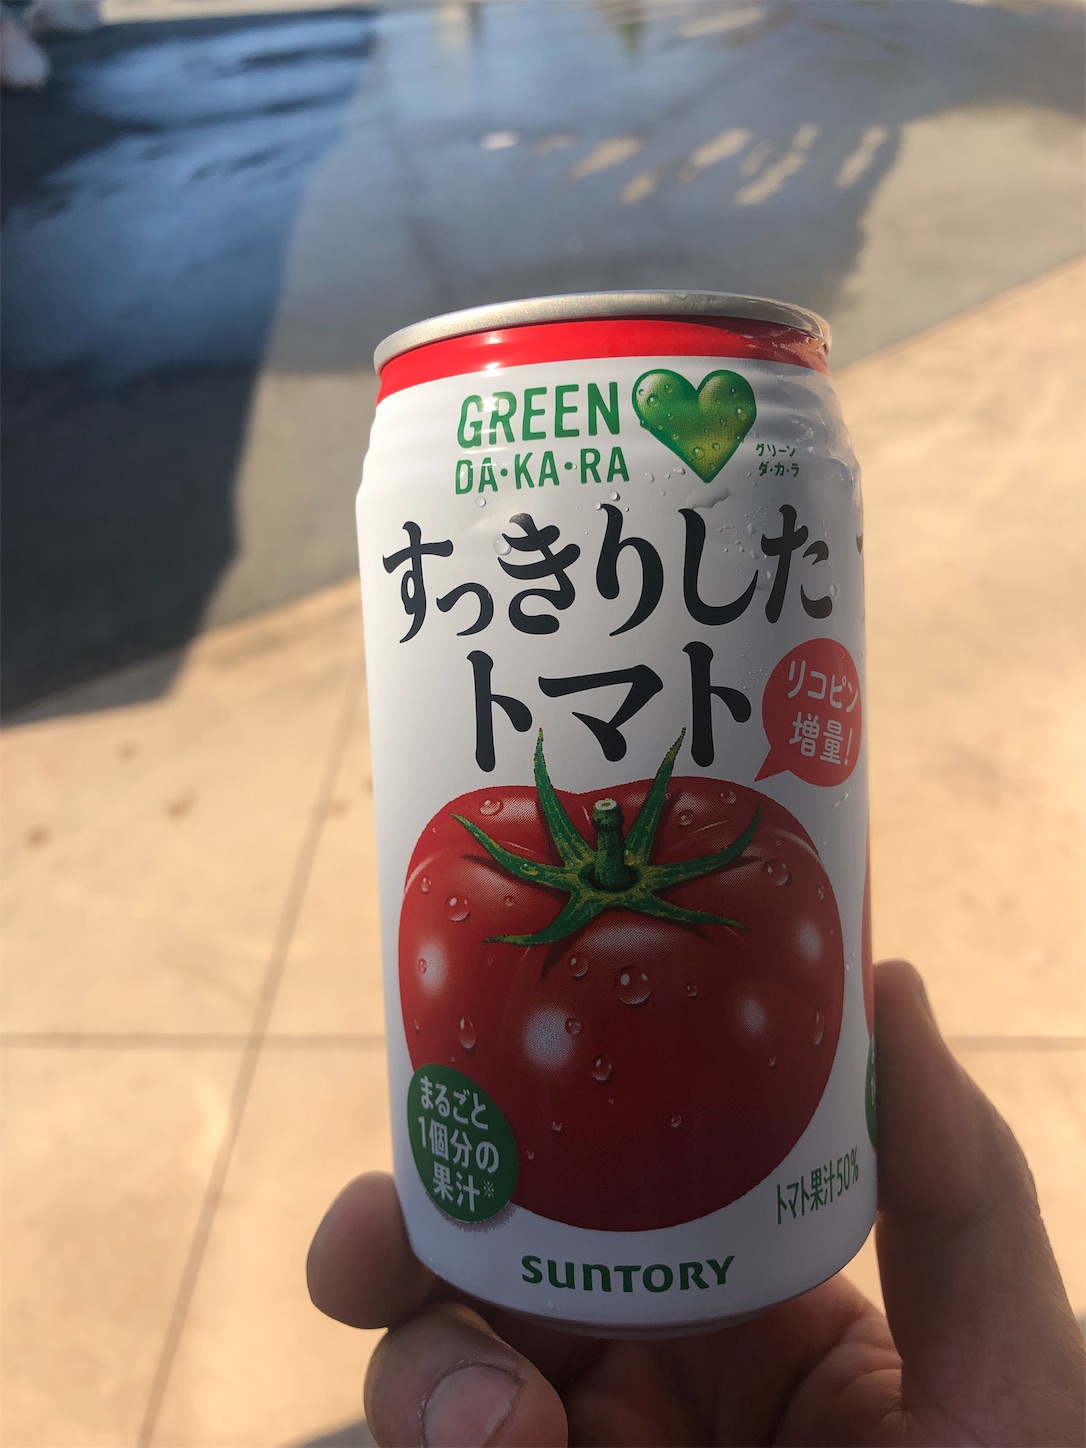 GREEN
DA・KA・RA
グリーン
ダ・カ・ラ
すっきりした
トマト
リコピン
増量!
まるごと
1個分の
果汁※
トマト果汁50%
SUNTORY